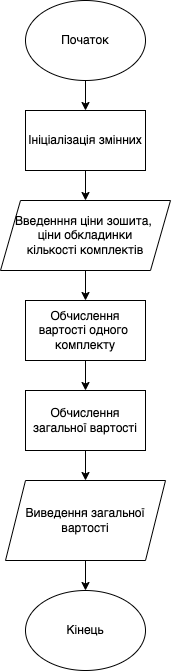 Початок
Ініціалізація змінних
Введенння ціни зошита,
ціни обкладинки
кількості комплектів
Обчислення
вартості одного
комплекту
Обчислення
загальної вартості
Виведення загальної
вартості
Кінець